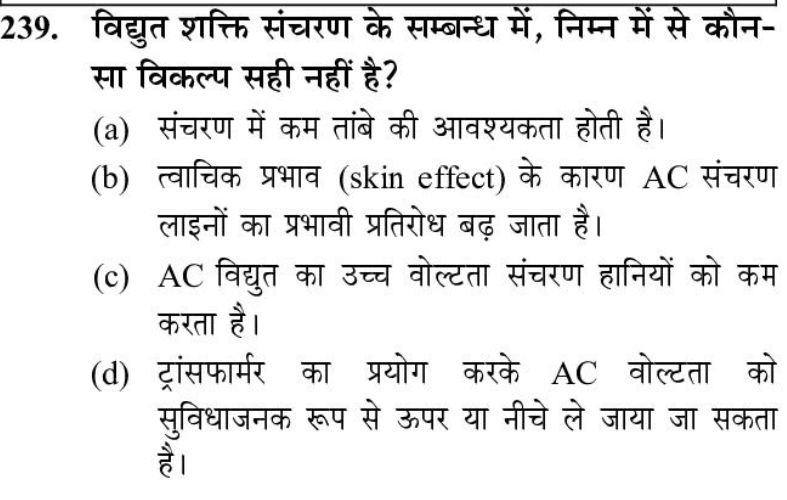 239. विद्युत शक्ति संचरण के सम्बन्ध में, निम्न में से कौन-
सा विकल्प सही नहीं है?
(a) संचरण में कम तांबे की आवश्यकता होती है।
(b) त्वाचिक प्रभाव (skin effect) के कारण AC संचरण
लाइनों का प्रभावी प्रतिरोध बढ़ जाता है।
(c) AC विद्युत का उच्च वोल्टता संचरण हानियों को कम
करता है।
(d) ट्रांसफार्मर का प्रयोग करके AC वोल्टता को
सुविधाजनक रूप से ऊपर या नीचे ले जाया जा सकता
है।